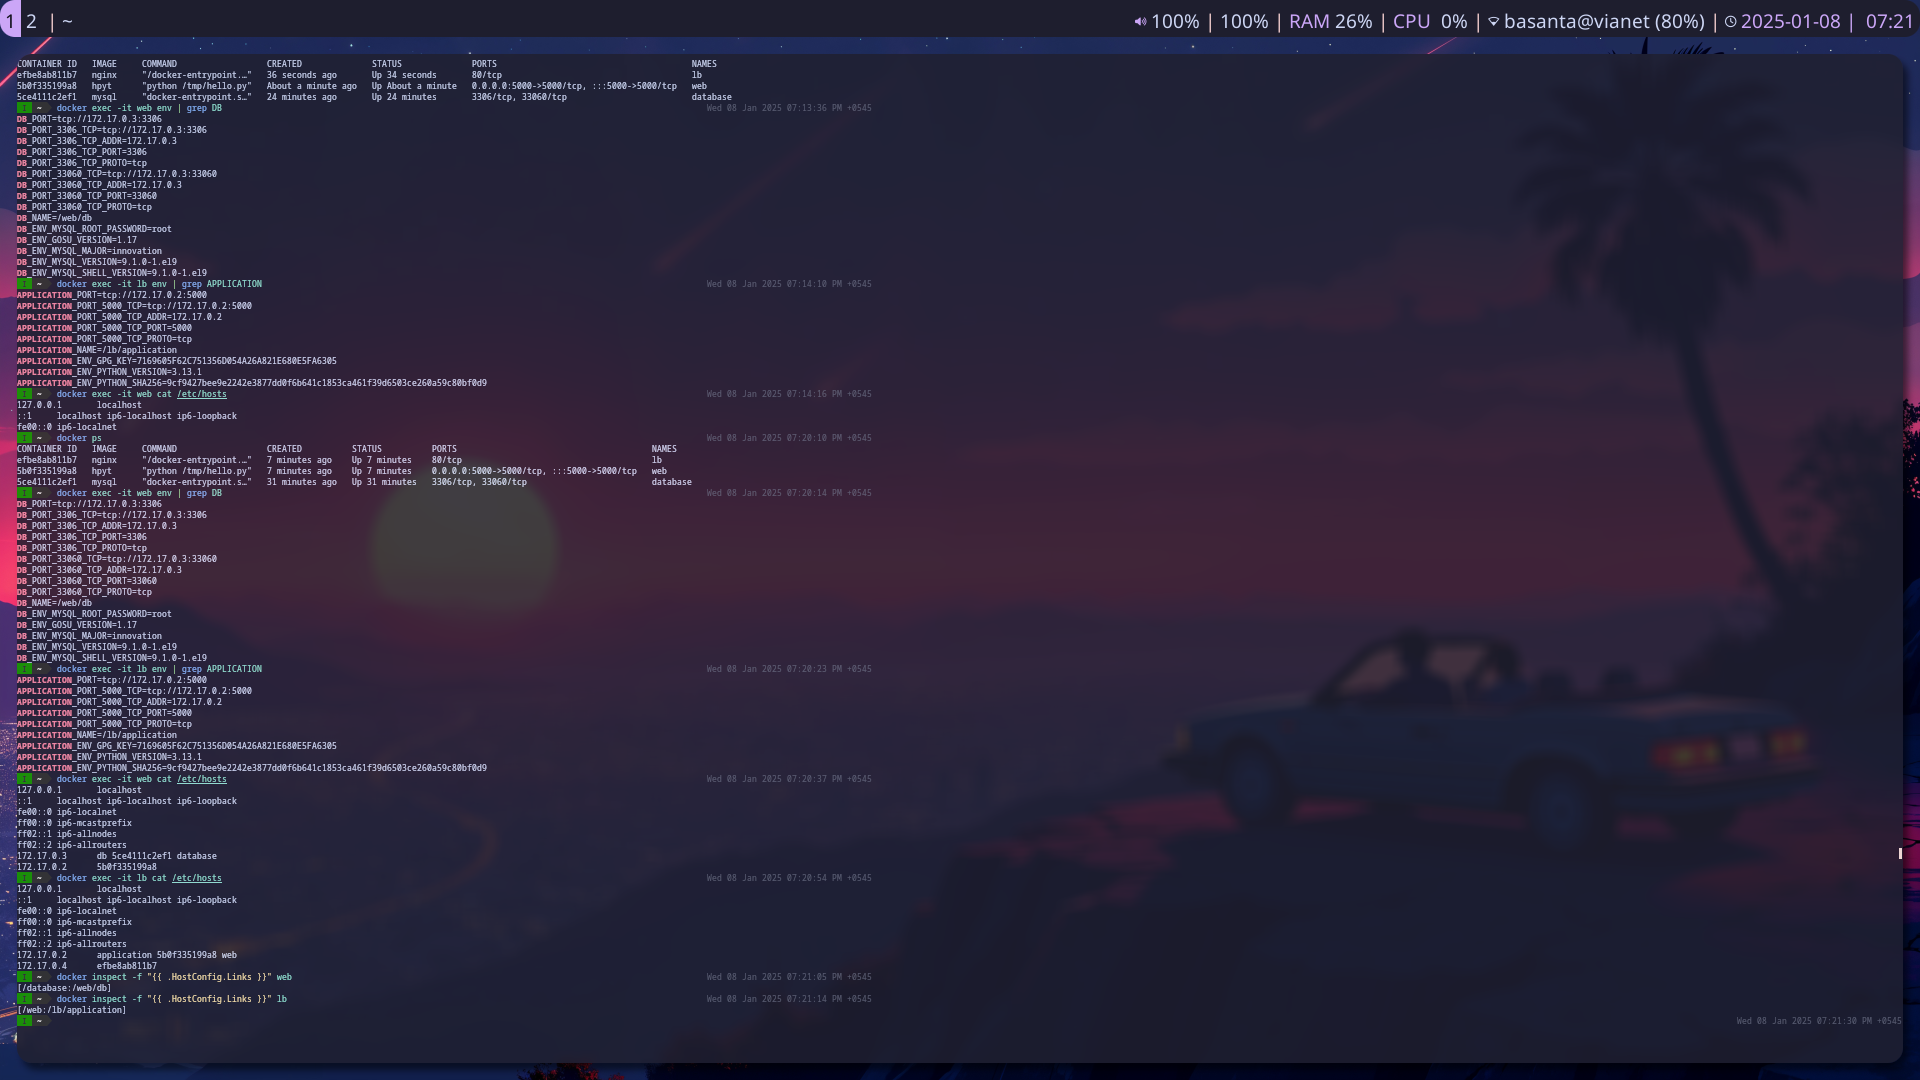 1 2 | ~ 100% | 100% | RAM 26% | CPU 0% | basanta@vianet (80%) | 2025-01-08 | 07:21
CONTAINER ID   IMAGE     COMMAND                  CREATED              STATUS              PORTS                                       NAMES
efbe8ab811b7   nginx     "/docker-entrypoint.…"   36 seconds ago       Up 34 seconds       80/tcp                                      lb
5b0f335199a8   hpyt      "python /tmp/hello.py"   About a minute ago   Up About a minute   0.0.0.0:5000->5000/tcp, :::5000->5000/tcp   web
5ce4111c2ef1   mysql     "docker-entrypoint.s…"   24 minutes ago       Up 24 minutes       3306/tcp, 33060/tcp                         database
I ~ docker exec -it web env | grep DB Wed 08 Jan 2025 07:13:36 PM +0545
DB_PORT=tcp://172.17.0.3:3306
DB_PORT_3306_TCP=tcp://172.17.0.3:3306
DB_PORT_3306_TCP_ADDR=172.17.0.3
DB_PORT_3306_TCP_PORT=3306
DB_PORT_3306_TCP_PROTO=tcp
DB_PORT_33060_TCP=tcp://172.17.0.3:33060
DB_PORT_33060_TCP_ADDR=172.17.0.3
DB_PORT_33060_TCP_PORT=33060
DB_PORT_33060_TCP_PROTO=tcp
DB_NAME=/web/db
DB_ENV_MYSQL_ROOT_PASSWORD=root
DB_ENV_GOSU_VERSION=1.17
DB_ENV_MYSQL_MAJOR=innovation
DB_ENV_MYSQL_VERSION=9.1.0-1.el9
DB_ENV_MYSQL_SHELL_VERSION=9.1.0-1.el9
I ~ docker exec -it lb env | grep APPLICATION Wed 08 Jan 2025 07:14:10 PM +0545
APPLICATION_PORT=tcp://172.17.0.2:5000
APPLICATION_PORT_5000_TCP=tcp://172.17.0.2:5000
APPLICATION_PORT_5000_TCP_ADDR=172.17.0.2
APPLICATION_PORT_5000_TCP_PORT=5000
APPLICATION_PORT_5000_TCP_PROTO=tcp
APPLICATION_NAME=/lb/application
APPLICATION_ENV_GPG_KEY=7169605F62C751356D054A26A821E680E5FA6305
APPLICATION_ENV_PYTHON_VERSION=3.13.1
APPLICATION_ENV_PYTHON_SHA256=9cf9427bee9e2242e3877dd0f6b641c1853ca461f39d6503ce260a59c80bf0d9
I ~ docker exec -it web cat /etc/hosts Wed 08 Jan 2025 07:14:16 PM +0545
127.0.0.1       localhost
::1     localhost ip6-localhost ip6-loopback
fe00::0 ip6-localnet
I ~ docker ps Wed 08 Jan 2025 07:20:10 PM +0545
CONTAINER ID   IMAGE     COMMAND                  CREATED          STATUS          PORTS                                       NAMES
efbe8ab811b7   nginx     "/docker-entrypoint.…"   7 minutes ago    Up 7 minutes    80/tcp                                      lb
5b0f335199a8   hpyt      "python /tmp/hello.py"   7 minutes ago    Up 7 minutes    0.0.0.0:5000->5000/tcp, :::5000->5000/tcp   web
5ce4111c2ef1   mysql     "docker-entrypoint.s…"   31 minutes ago   Up 31 minutes   3306/tcp, 33060/tcp                         database
I ~ docker exec -it web env | grep DB Wed 08 Jan 2025 07:20:14 PM +0545
DB_PORT=tcp://172.17.0.3:3306
DB_PORT_3306_TCP=tcp://172.17.0.3:3306
DB_PORT_3306_TCP_ADDR=172.17.0.3
DB_PORT_3306_TCP_PORT=3306
DB_PORT_3306_TCP_PROTO=tcp
DB_PORT_33060_TCP=tcp://172.17.0.3:33060
DB_PORT_33060_TCP_ADDR=172.17.0.3
DB_PORT_33060_TCP_PORT=33060
DB_PORT_33060_TCP_PROTO=tcp
DB_NAME=/web/db
DB_ENV_MYSQL_ROOT_PASSWORD=root
DB_ENV_GOSU_VERSION=1.17
DB_ENV_MYSQL_MAJOR=innovation
DB_ENV_MYSQL_VERSION=9.1.0-1.el9
DB_ENV_MYSQL_SHELL_VERSION=9.1.0-1.el9
I ~ docker exec -it lb env | grep APPLICATION Wed 08 Jan 2025 07:20:23 PM +0545
APPLICATION_PORT=tcp://172.17.0.2:5000
APPLICATION_PORT_5000_TCP=tcp://172.17.0.2:5000
APPLICATION_PORT_5000_TCP_ADDR=172.17.0.2
APPLICATION_PORT_5000_TCP_PORT=5000
APPLICATION_PORT_5000_TCP_PROTO=tcp
APPLICATION_NAME=/lb/application
APPLICATION_ENV_GPG_KEY=7169605F62C751356D054A26A821E680E5FA6305
APPLICATION_ENV_PYTHON_VERSION=3.13.1
APPLICATION_ENV_PYTHON_SHA256=9cf9427bee9e2242e3877dd0f6b641c1853ca461f39d6503ce260a59c80bf0d9
I ~ docker exec -it web cat /etc/hosts Wed 08 Jan 2025 07:20:37 PM +0545
127.0.0.1       localhost
::1     localhost ip6-localhost ip6-loopback
fe00::0 ip6-localnet
ff00::0 ip6-mcastprefix
ff02::1 ip6-allnodes
ff02::2 ip6-allrouters
172.17.0.3      db 5ce4111c2ef1 database
172.17.0.2      5b0f335199a8
I ~ docker exec -it lb cat /etc/hosts Wed 08 Jan 2025 07:20:54 PM +0545
127.0.0.1       localhost
::1     localhost ip6-localhost ip6-loopback
fe00::0 ip6-localnet
ff00::0 ip6-mcastprefix
ff02::1 ip6-allnodes
ff02::2 ip6-allrouters
172.17.0.2      application 5b0f335199a8 web
172.17.0.4      efbe8ab811b7
I ~ docker inspect -f "{{ .HostConfig.Links }}" web Wed 08 Jan 2025 07:21:05 PM +0545
[/database:/web/db]
I ~ docker inspect -f "{{ .HostConfig.Links }}" lb Wed 08 Jan 2025 07:21:14 PM +0545
[/web:/lb/application]
I ~ Wed 08 Jan 2025 07:21:30 PM +0545